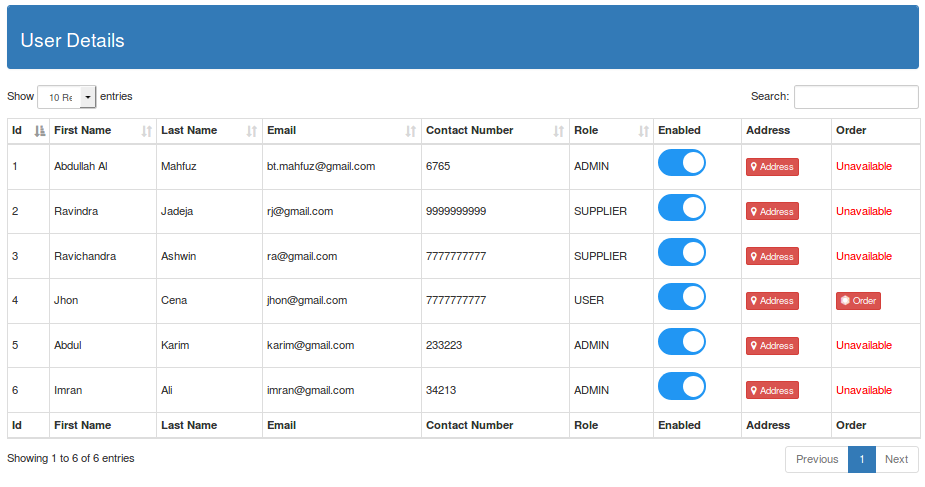 User Details
Show 10 Re entries Search:
Id First Name Last Name Email Contact Number Role Enabled Address Order
1 Abdullah Al Mahfuz bt.mahfuz@gmail.com 6765 ADMIN Address Unavailable
2 Ravindra Jadeja rj@gmail.com 9999999999 SUPPLIER Address Unavailable
3 Ravichandra Ashwin ra@gmail.com 7777777777 SUPPLIER Address Unavailable
4 Jhon Cena jhon@gmail.com 7777777777 USER Address Order
5 Abdul Karim karim@gmail.com 233223 ADMIN Address Unavailable
6 Imran Ali imran@gmail.com 34213 ADMIN Address Unavailable
Id First Name Last Name Email Contact Number Role Enabled Address Order
Showing 1 to 6 of 6 entries Previous 1 Next